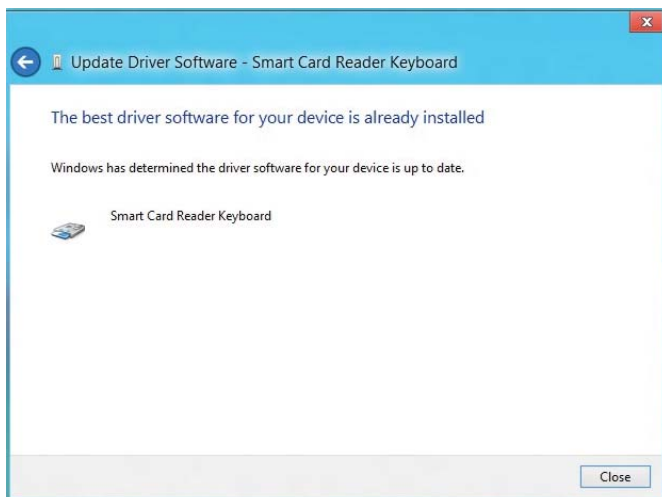 Update Driver Software - Smart Card Reader Keyboard
The best driver software for your device is already installed
Windows has determined the driver software for your device is up to date.
Smart Card Reader Keyboard
Close